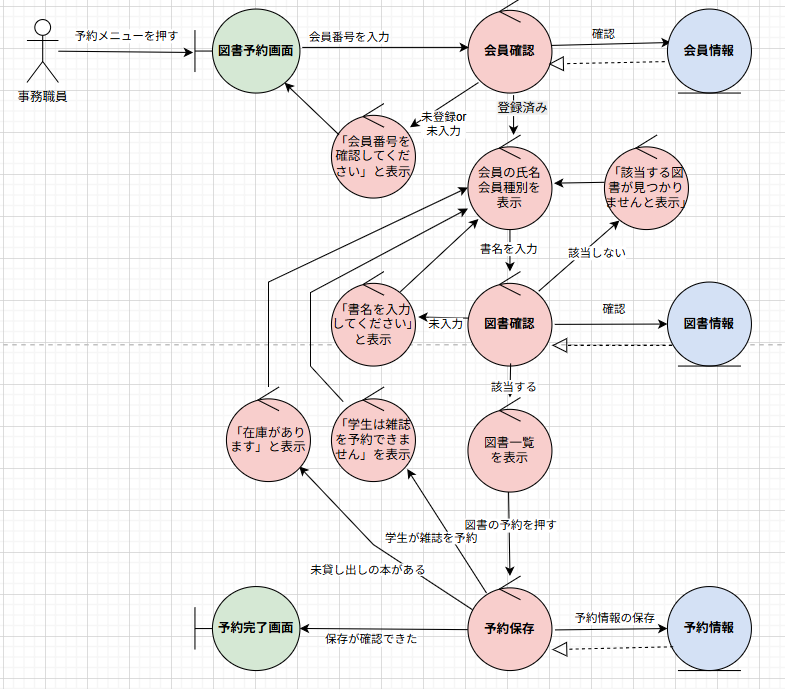 予約メニューを押す
事務職員
図書予約画面
会員番号を入力
会員確認
確認
会員情報
未登録or
未入力
登録済み
「会員番号を
確認してくだ
さい」と表示
会員の氏名
会員種別を
表示
「該当する図
書が見つかり
ませんと表示」
書名を入力
該当しない
「書名を入力
してください」
と表示
未入力
図書確認
確認
図書情報
該当する
「在庫があり
ます」と表示
「学生は雑誌
を予約できま
せん」を表示
図書一覧
を表示
図書の予約を押す
学生が雑誌を予約
未貸し出しの本がある
予約完了画面
保存が確認できた
予約保存
予約情報の保存
予約情報